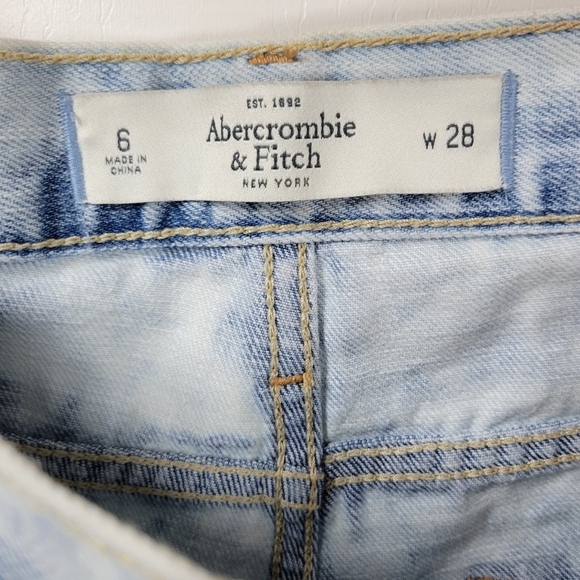 EST. 1892
Abercrombie
& Fitch
NEW YORK
6
MADE IN
CHINA
W 28